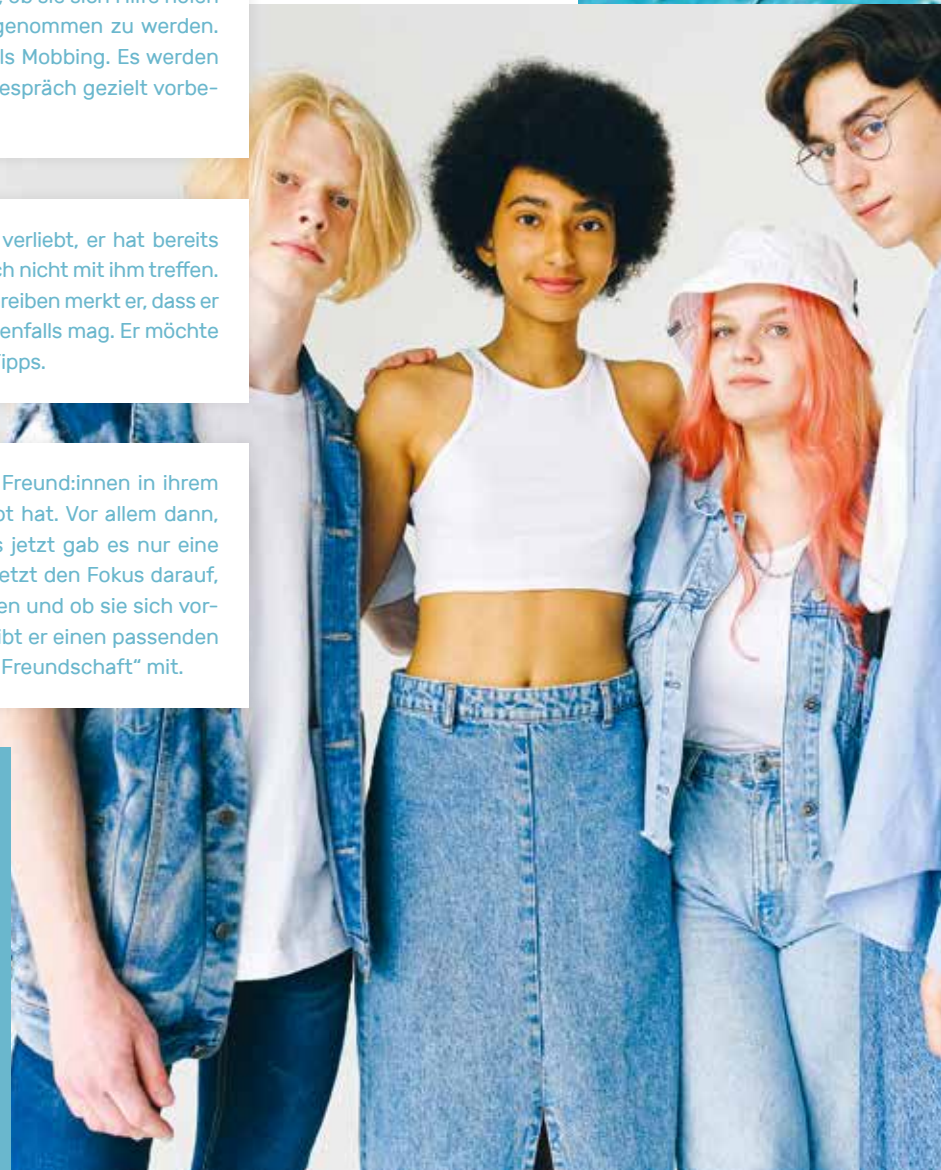 genommen zu werden.
ls Mobbing. Es werden
espräch gezielt vorbe-
verliebt, er hat bereits
ch nicht mit ihm treffen.
reiben merkt er, dass er
enfalls mag. Er möchte
ipps.
Freund:innen in ihrem
bt hat. Vor allem dann,
s jetzt gab es nur eine
etzt den Fokus darauf,
en und ob sie sich vor-
ibt er einen passenden
Freundschaft“ mit.